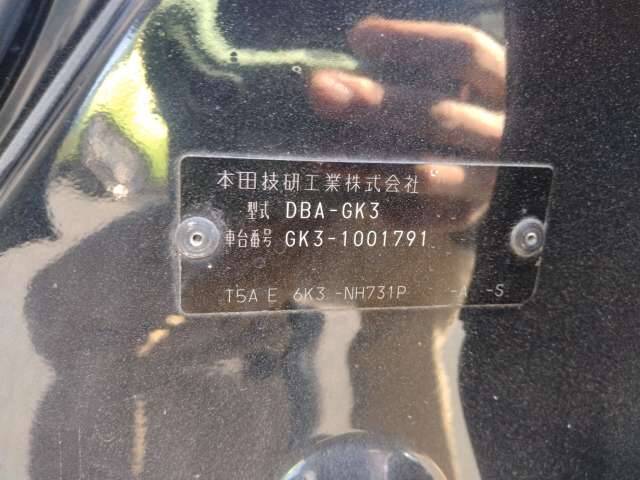 本田技研工業株式会社
型式 DBA-GK3
車台番号 GK3-1001791
T5A E 6K3 -NH731P -A -S